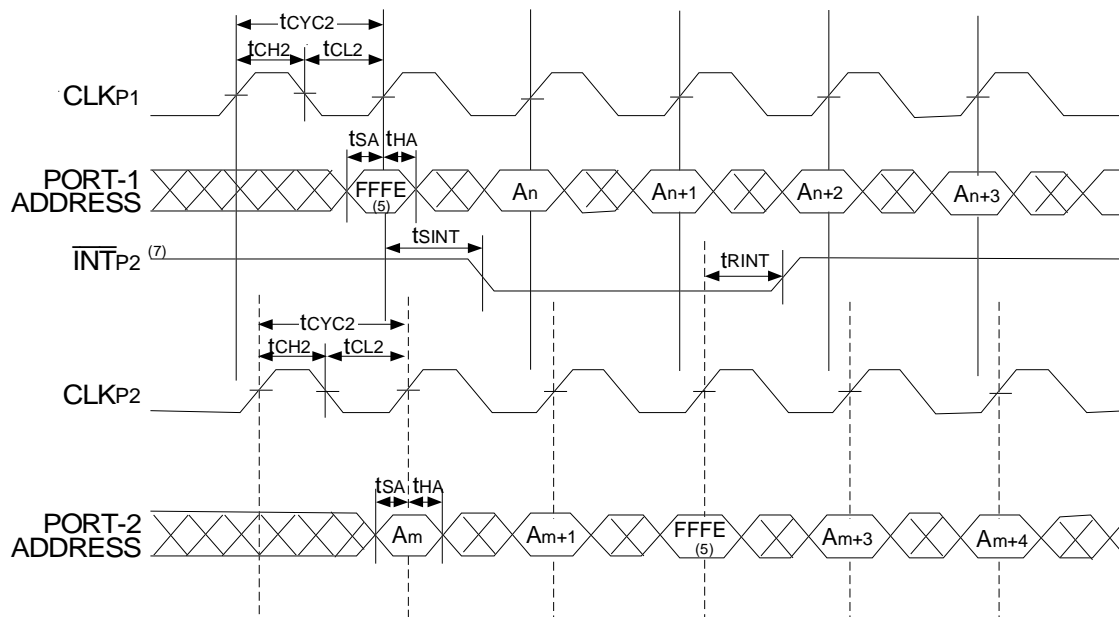 tCYC2
tCH2 tCL2
CLKP1
tSA tHA
PORT-1 ADDRESS
FFFE (5) An An+1 An+2 An+3
tSINT
INTP2 (7)
tRINT
tCYC2
tCH2 tCL2
CLKP2
tSA tHA
PORT-2 ADDRESS
Am Am+1 FFFE (5) Am+3 Am+4